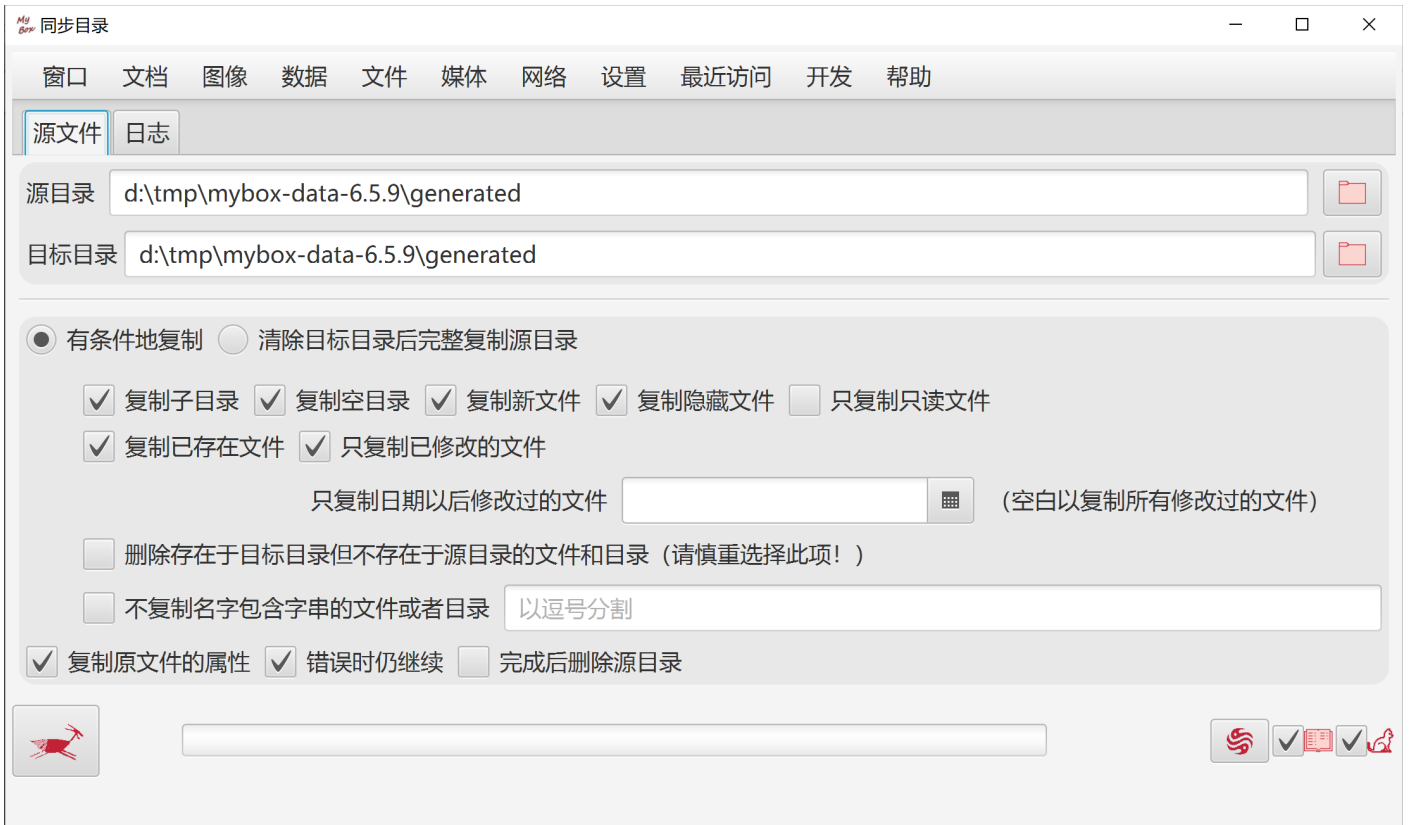 My Box 同步目录
窗口 文档 图像 数据 文件 媒体 网络 设置 最近访问 开发 帮助
源文件 日志
源目录 d:\tmp\mybox-data-6.5.9\generated
目标目录 d:\tmp\mybox-data-6.5.9\generated
有条件地复制 清除目标目录后完整复制源目录
复制子目录 复制空目录 复制新文件 复制隐藏文件 只复制只读文件
复制已存在文件 只复制已修改的文件
只复制日期以后修改过的文件 （空白以复制所有修改过的文件）
删除存在于目标目录但不存在于源目录的文件和目录（请慎重选择此项！）
不复制名字包含字串的文件或者目录 以逗号分割
复制原文件的属性 错误时仍继续 完成后删除源目录